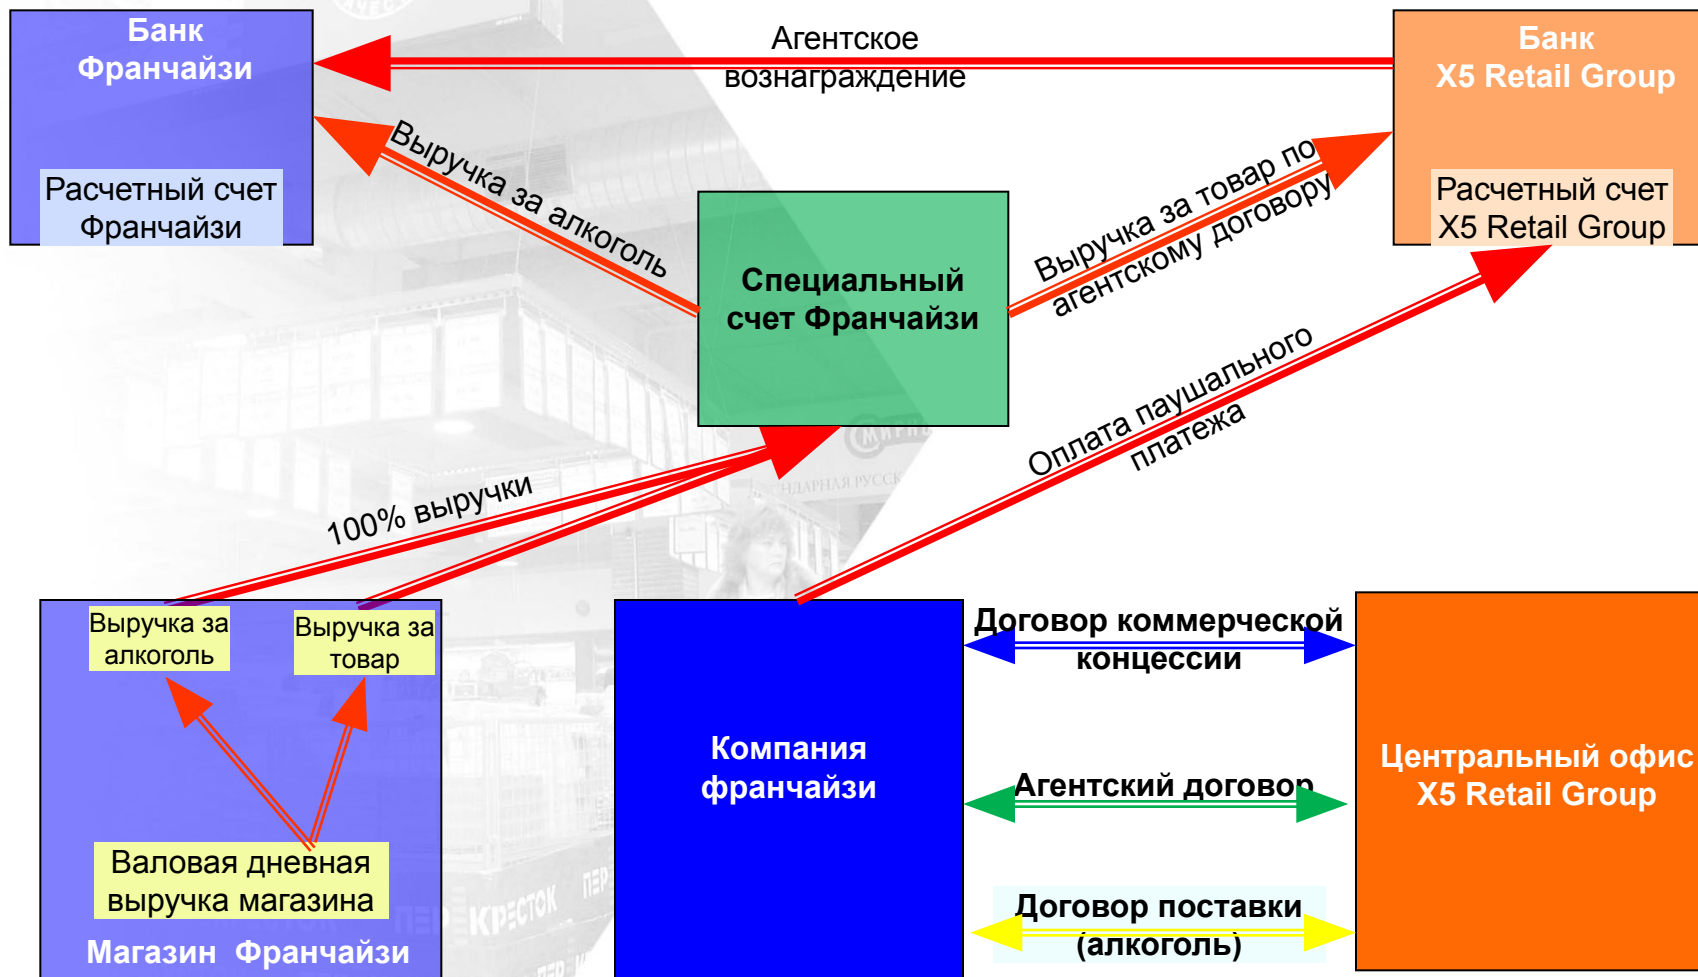 Банк
Франчайзи
Расчетный счет
Франчайзи
Агентское
вознаграждение
Банк
X5 Retail Group
Расчетный счет
X5 Retail Group
Выручка за алкоголь
Специальный
счет Франчайзи
Выручка за товар по
агентскому договору
Оплата паушального
платежа
100% выручки
Выручка за
алкоголь
Выручка за
товар
Валовая дневная
выручка магазина
Магазин Франчайзи
Компания
франчайзи
Договор коммерческой
концессии
Агентский договор
Договор поставки
(алкоголь)
Центральный офис
X5 Retail Group
ПЕРЕКРЕСТОК